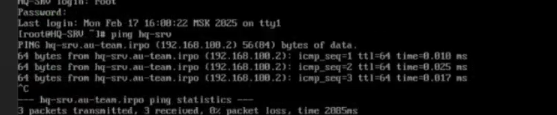 HQ-SRV login: root
Password:
Last login: Mon Feb 17 16:00:22 MSK 2025 on tty1
[root@HQ-SRV ~]# ping hq-srv
PING hq-srv.au-team.irpo (192.168.100.2) 56(84) bytes of data.
64 bytes from hq-srv.au-team.irpo (192.168.100.2): icmp_seq=1 ttl=64 time=0.010 ms
64 bytes from hq-srv.au-team.irpo (192.168.100.2): icmp_seq=2 ttl=64 time=0.025 ms
64 bytes from hq-srv.au-team.irpo (192.168.100.2): icmp_seq=3 ttl=64 time=0.017 ms
^C
--- hq-srv.au-team.irpo ping statistics ---
3 packets transmitted, 3 received, 0% packet loss, time 2085ms